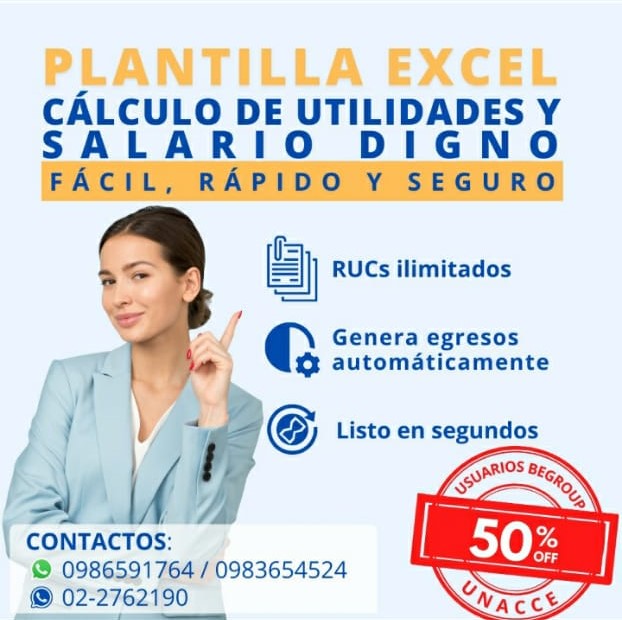 PLANTILLA EXCEL
CÁLCULO DE UTILIDADES Y
SALARIO DIGNO
FÁCIL, RÁPIDO Y SEGURO
RUCs ilimitados
Genera egresos
automáticamente
Listo en segundos
USUARIOS BEGROUP
50%
OFF
UNACCE
CONTACTOS:
0986591764 / 0983654524
02-2762190